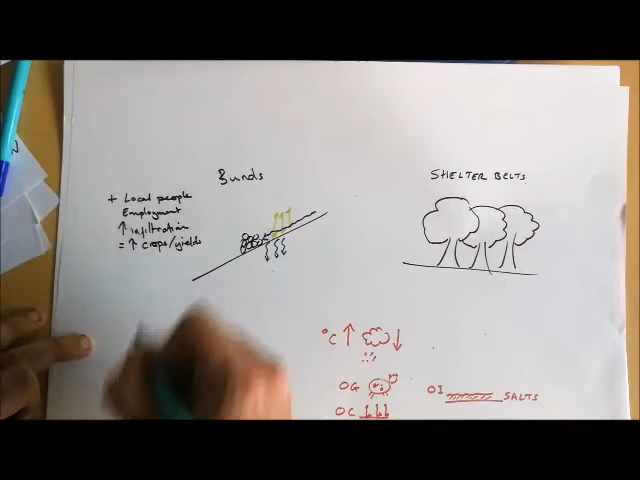 Bunds
SHELTER BELTS
+ Local people
Employment
↑ infiltration
= ↑ crops/yields
°C ↑ ↓
OG
OI SALTS
OC